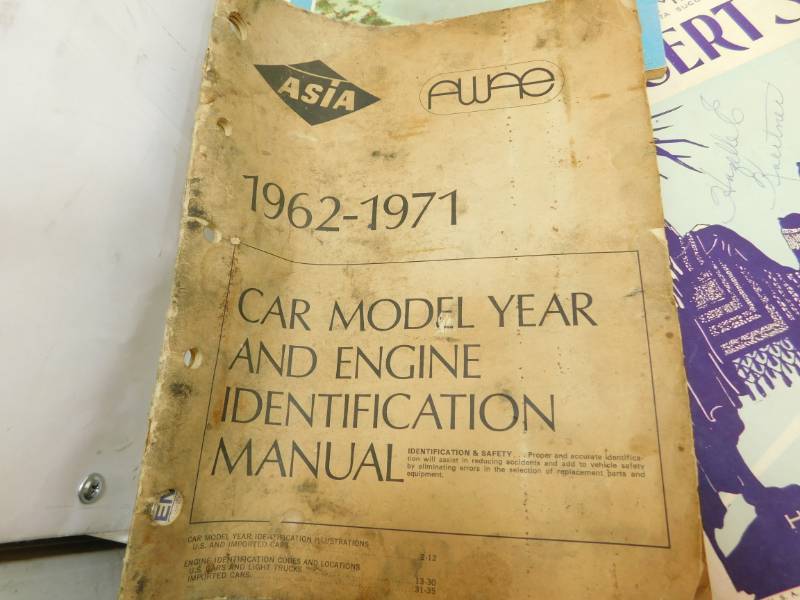 ASIA
AWAE
1962-1971
CAR MODEL YEAR
AND ENGINE
IDENTIFICATION
MANUAL
IDENTIFICATION & SAFETY . . . Proper and accurate identifica-
tion will assist in reducing accidents and add to vehicle safety
by eliminating errors in the selection of replacement parts and
equipment.
CAR MODEL YEAR IDENTIFICATION ILLUSTRATIONS
U.S. AND IMPORTED CARS 2-12
ENGINE IDENTIFICATION CODES AND LOCATIONS
U.S. CARS AND LIGHT TRUCKS 13-30
IMPORTED CARS 31-35
EM
SUCC
ERT S
H